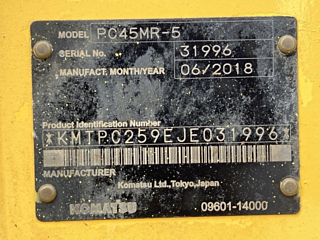 MODEL PC45MR-5
SERIAL No. 31996
MANUFACT. MONTH/YEAR 06/2018
Product Identification Number
*KMTPC259EJE031996*
MANUFACTURER
Komatsu Ltd., Tokyo, Japan
KOMATSU 09601-14000